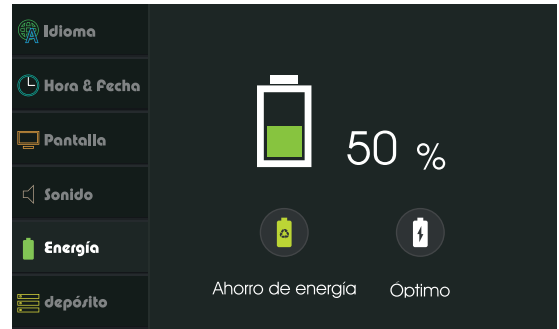 Idioma
Hora & Fecha
Pantalla
Sonido
Energía
depósito
50 %
Ahorro de energía
Óptimo